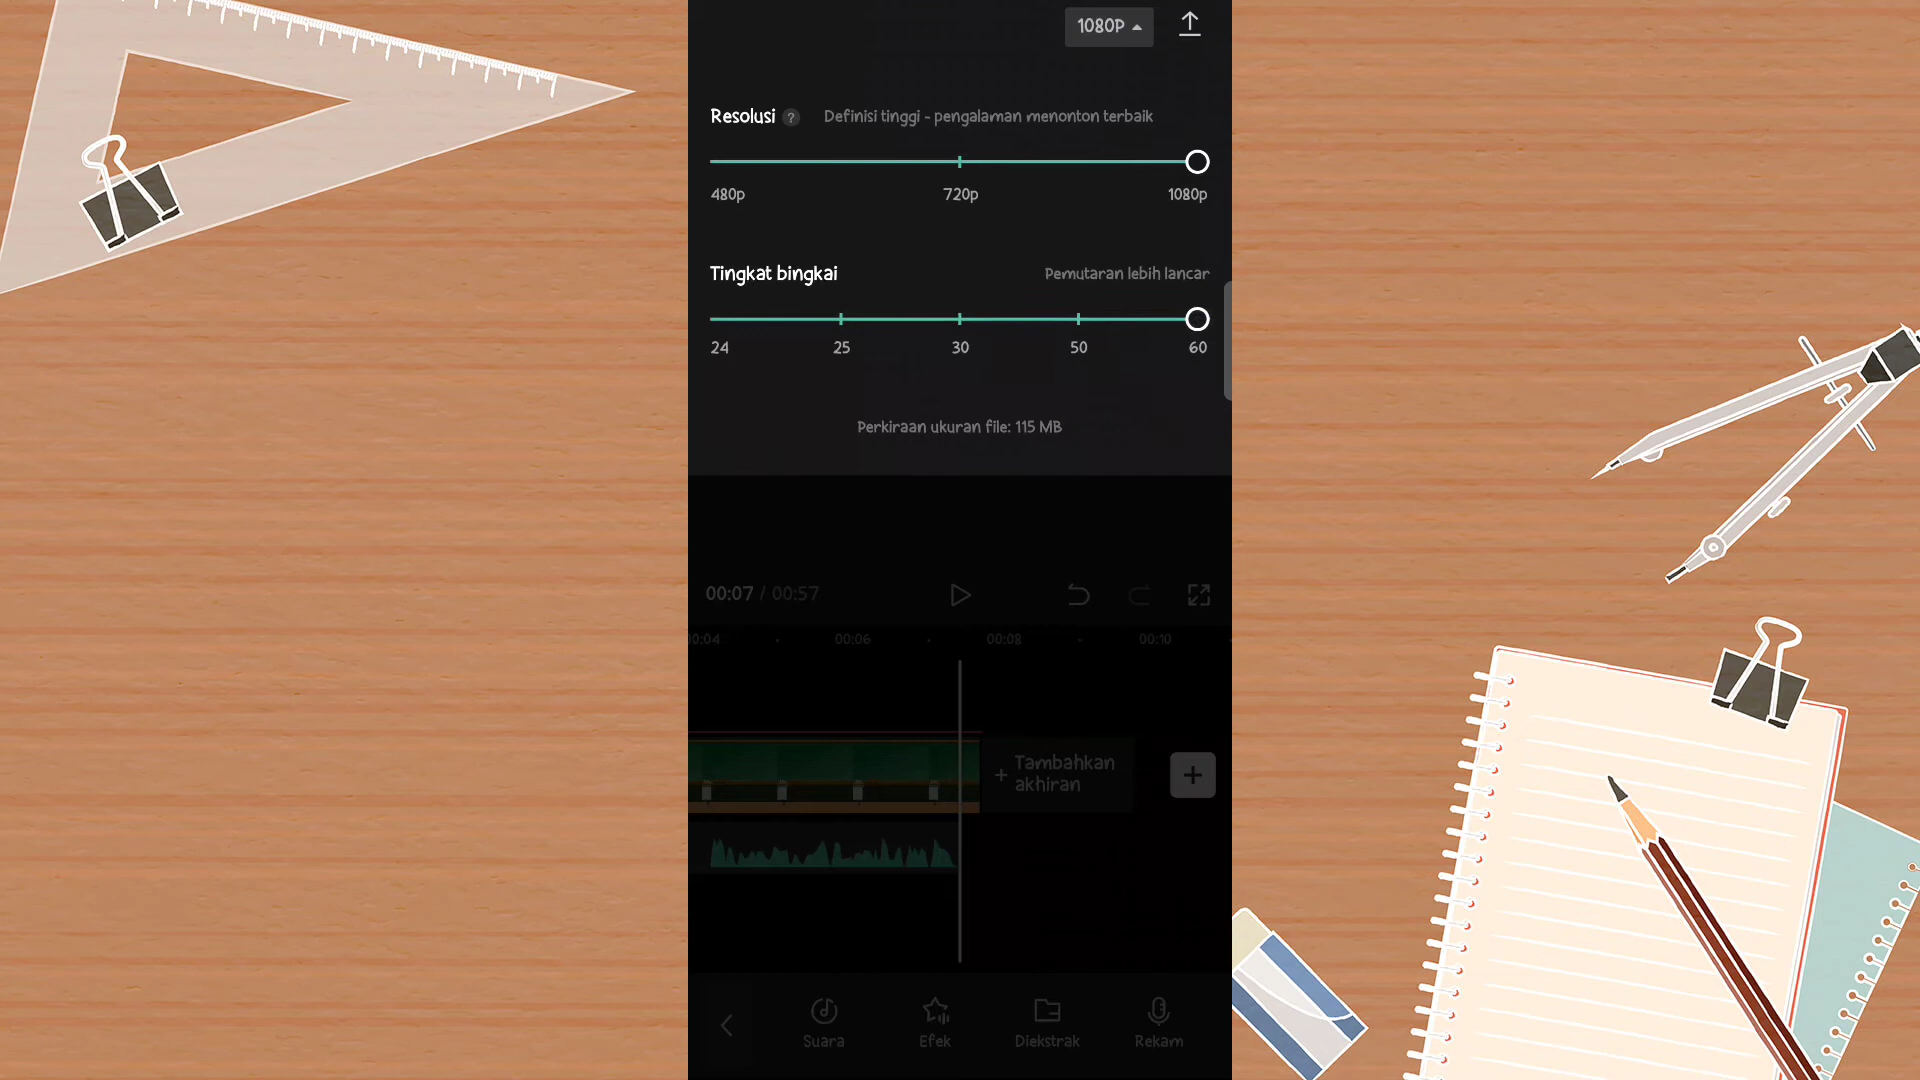 1080P
Resolusi ? Definisi tinggi - pengalaman menonton terbaik
480p 720p 1080p
Tingkat bingkai Pemutaran lebih lancar
24 25 30 50 60
Perkiraan ukuran file: 115 MB
00:07 / 00:57
00:04 00:06 00:08 00:10
+ Tambahkan
akhiran
+
Suara Efek Diekstrak Rekam